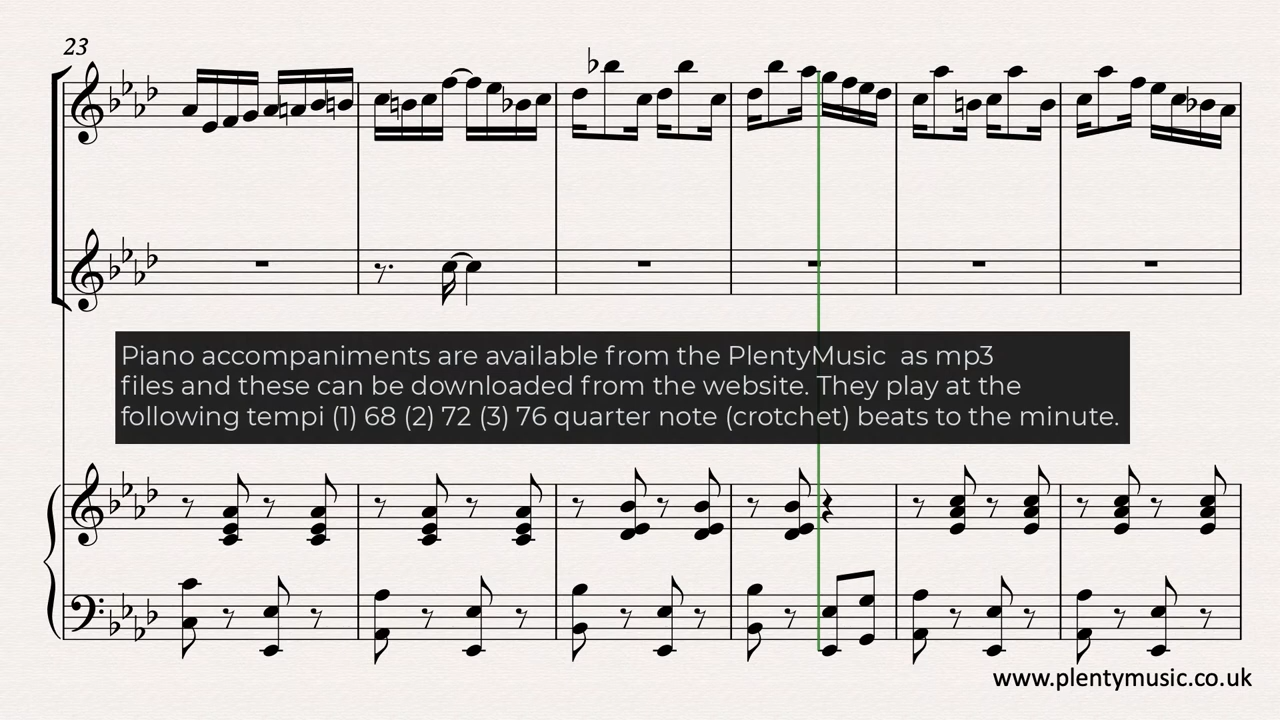 23
Piano accompaniments are available from the PlentyMusic  as mp3
files and these can be downloaded from the website. They play at the
following tempi (1) 68 (2) 72 (3) 76 quarter note (crotchet) beats to the minute.
www.plentymusic.co.uk